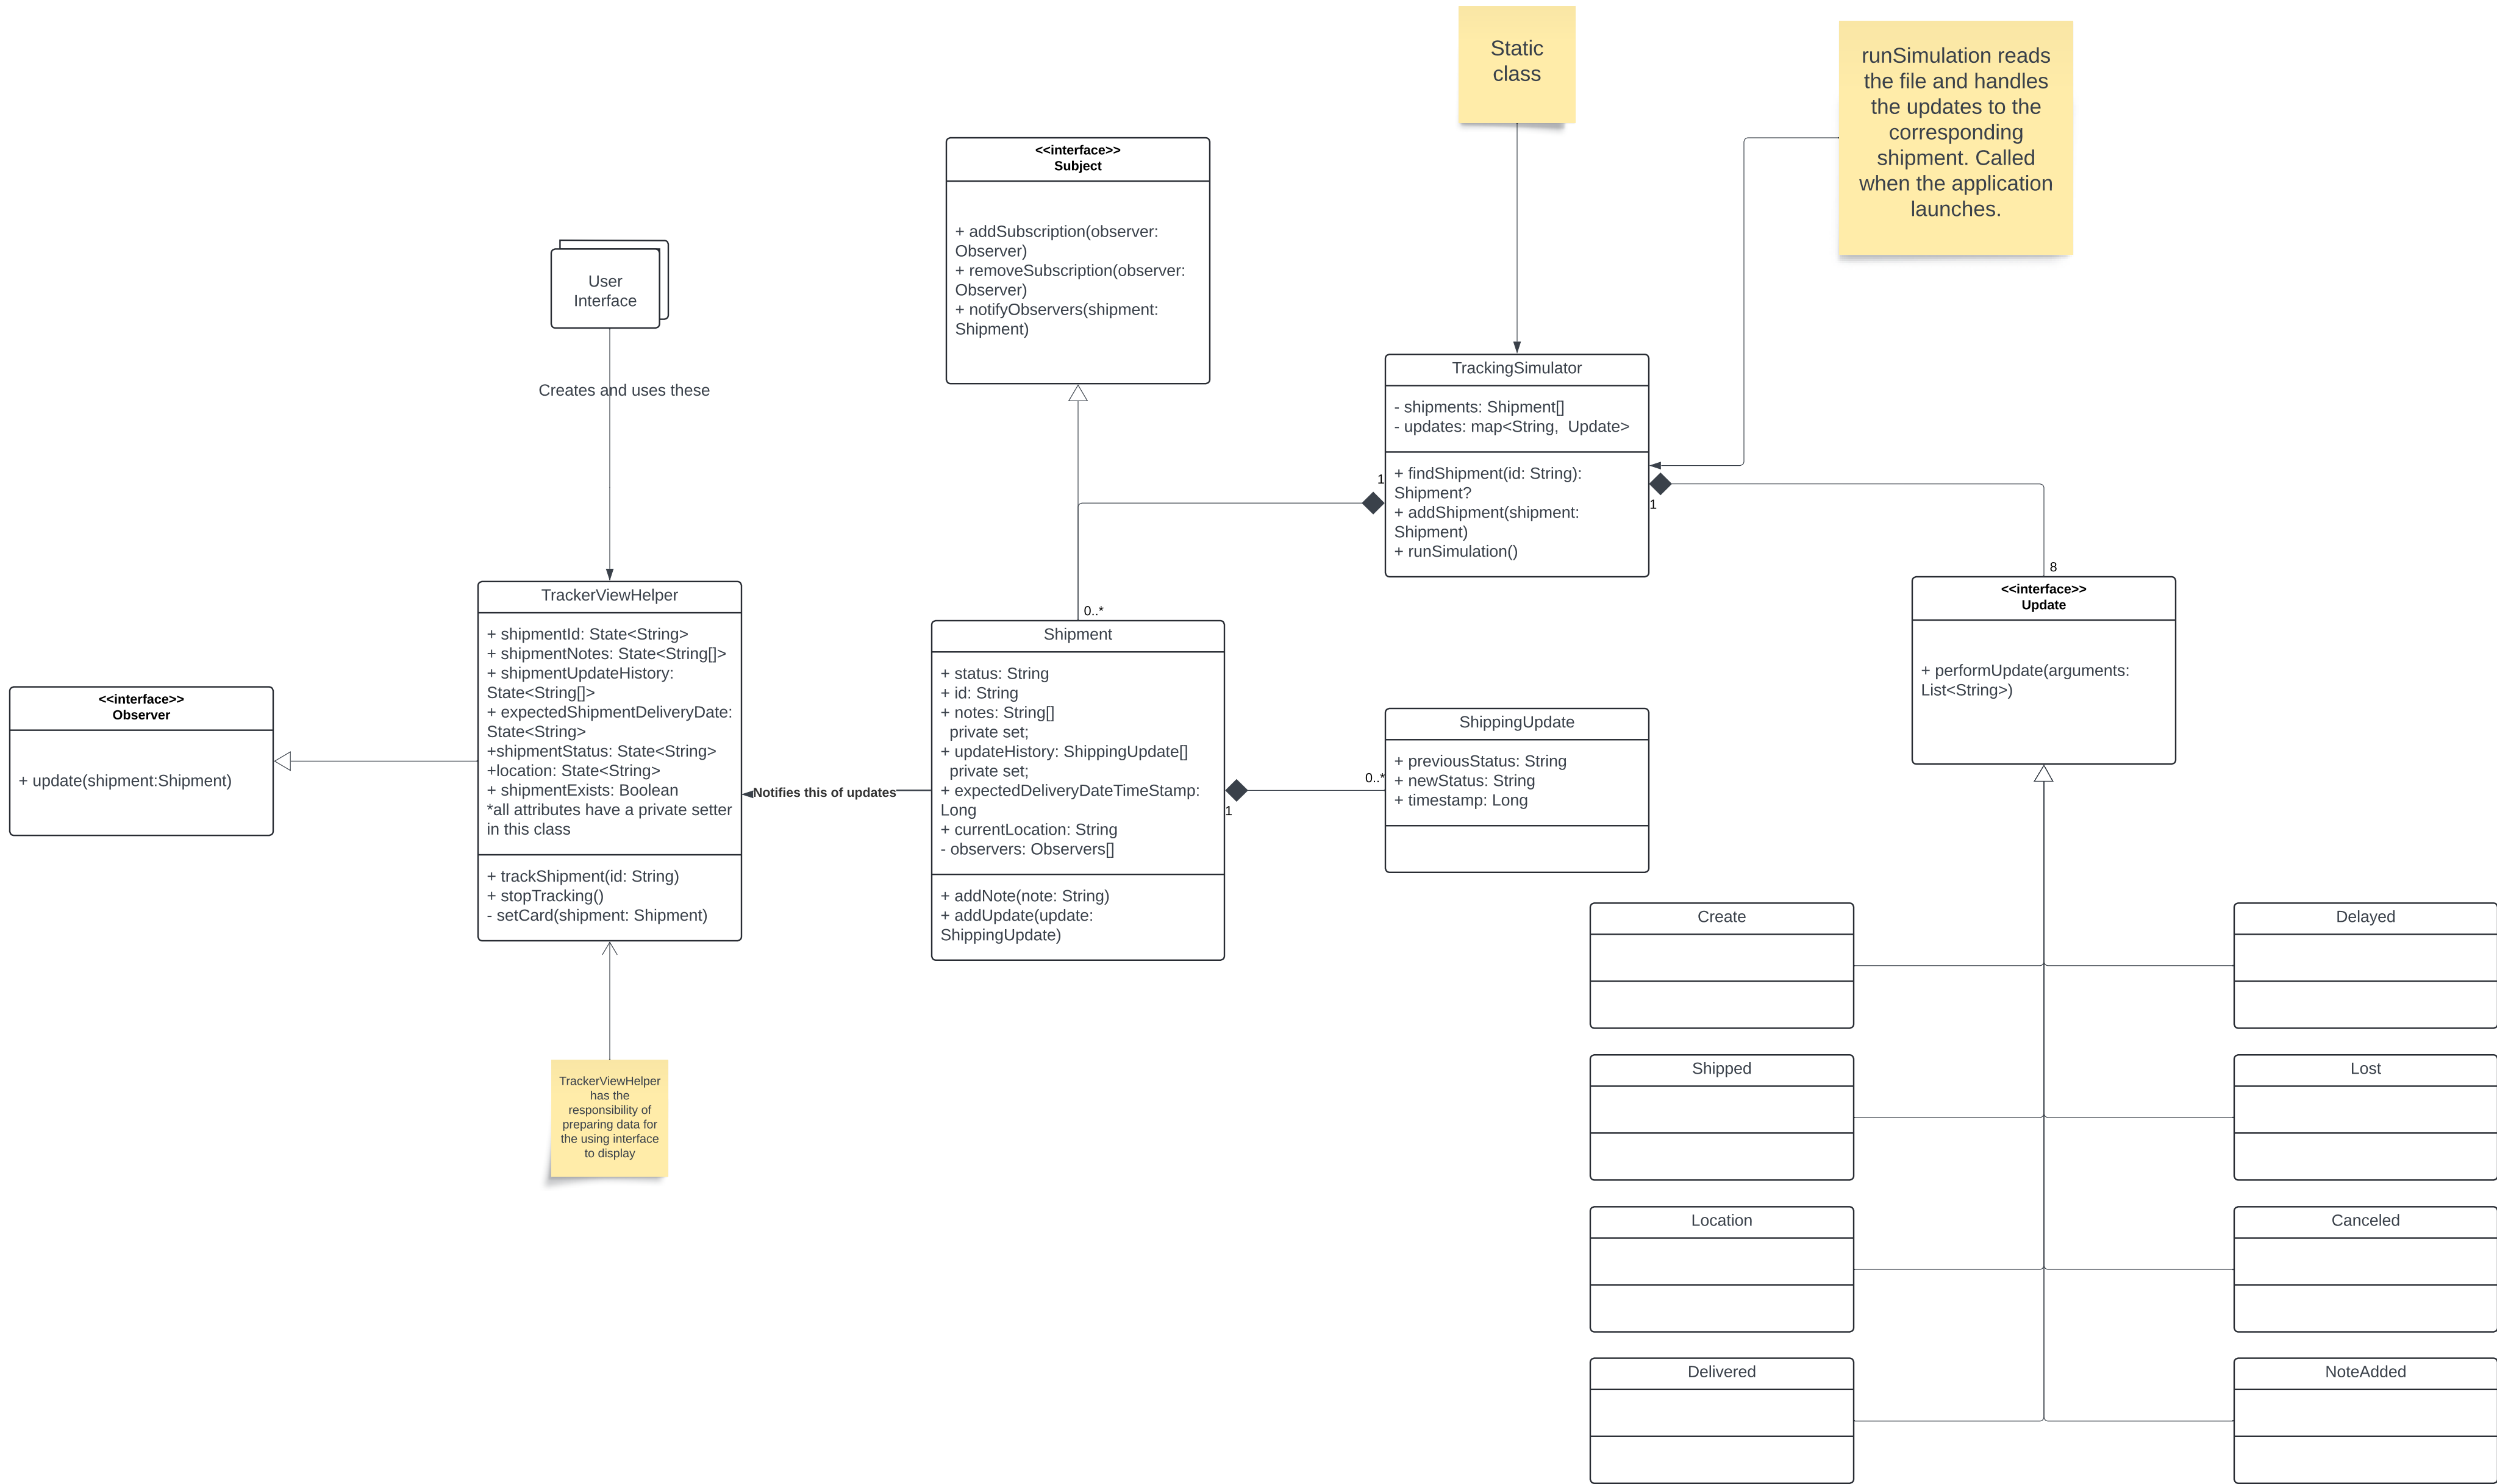 Static
class
runSimulation reads
the file and handles
the updates to the
corresponding
shipment. Called
when the application
launches.
<<interface>>
Subject
+ addSubscription(observer:
Observer)
+ removeSubscription(observer:
Observer)
+ notifyObservers(shipment:
Shipment)
User
Interface
Creates and uses these
TrackingSimulator
- shipments: Shipment[]
- updates: map<String,  Update>
+ findShipment(id: String):
Shipment?
+ addShipment(shipment:
Shipment)
+ runSimulation()
1
1
8
0..*
<<interface>>
Update
+ performUpdate(arguments:
List<String>)
TrackerViewHelper
+ shipmentId: State<String>
+ shipmentNotes: State<String[]>
+ shipmentUpdateHistory:
State<String[]>
+ expectedShipmentDeliveryDate:
State<String>
+shipmentStatus: State<String>
+location: State<String>
+ shipmentExists: Boolean
*all attributes have a private setter
in this class
+ trackShipment(id: String)
+ stopTracking()
- setCard(shipment: Shipment)
<<interface>>
Observer
+ update(shipment:Shipment)
Notifies this of updates
Shipment
+ status: String
+ id: String
+ notes: String[]
private set;
+ updateHistory: ShippingUpdate[]
private set;
+ expectedDeliveryDateTimeStamp:
Long
+ currentLocation: String
- observers: Observers[]
+ addNote(note: String)
+ addUpdate(update:
ShippingUpdate)
1
0..*
ShippingUpdate
+ previousStatus: String
+ newStatus: String
+ timestamp: Long
TrackerViewHelper
has the
responsibility of
preparing data for
the using interface
to display
Create
Delayed
Shipped
Lost
Location
Canceled
Delivered
NoteAdded